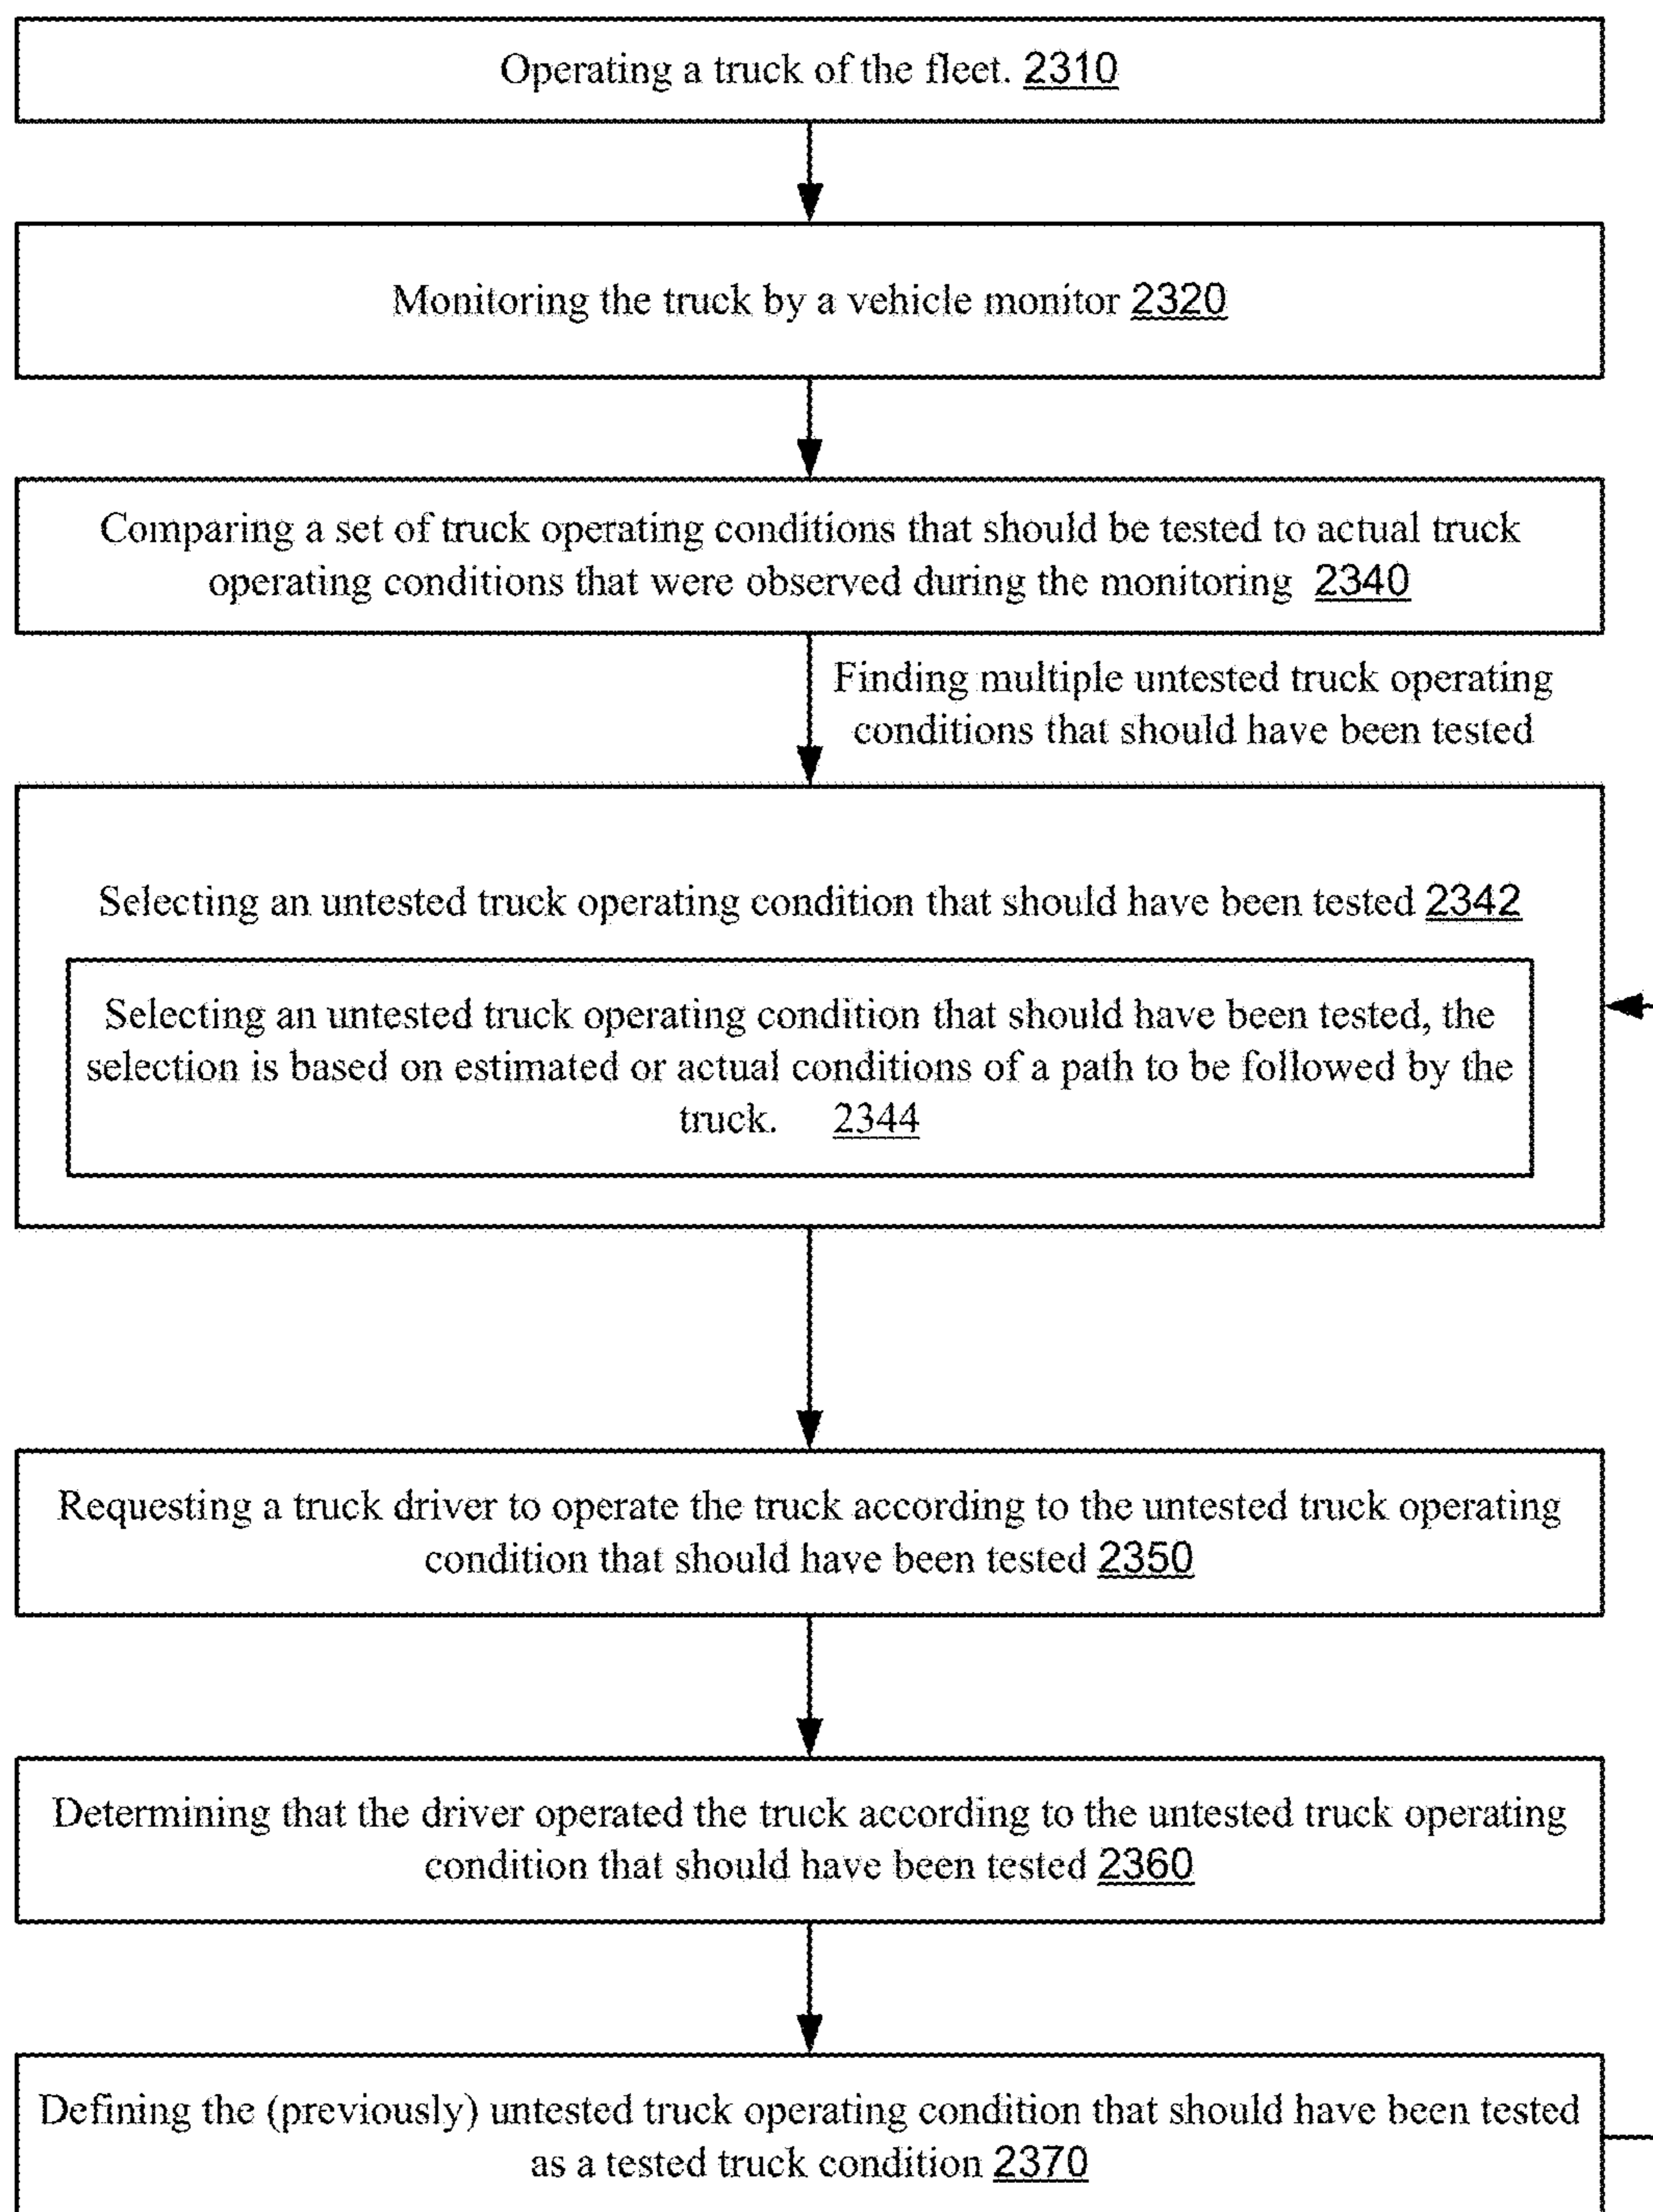 Operating a truck of the fleet. 2310
Monitoring the truck by a vehicle monitor 2320
Comparing a set of truck operating conditions that should be tested to actual truck
operating conditions that were observed during the monitoring 2340
Finding multiple untested truck operating
conditions that should have been tested
Selecting an untested truck operating condition that should have been tested 2342
Selecting an untested truck operating condition that should have been tested, the
selection is based on estimated or actual conditions of a path to be followed by the
truck. 2344
Requesting a truck driver to operate the truck according to the untested truck operating
condition that should have been tested 2350
Determining that the driver operated the truck according to the untested truck operating
condition that should have been tested 2360
Defining the (previously) untested truck operating condition that should have been tested
as a tested truck condition 2370